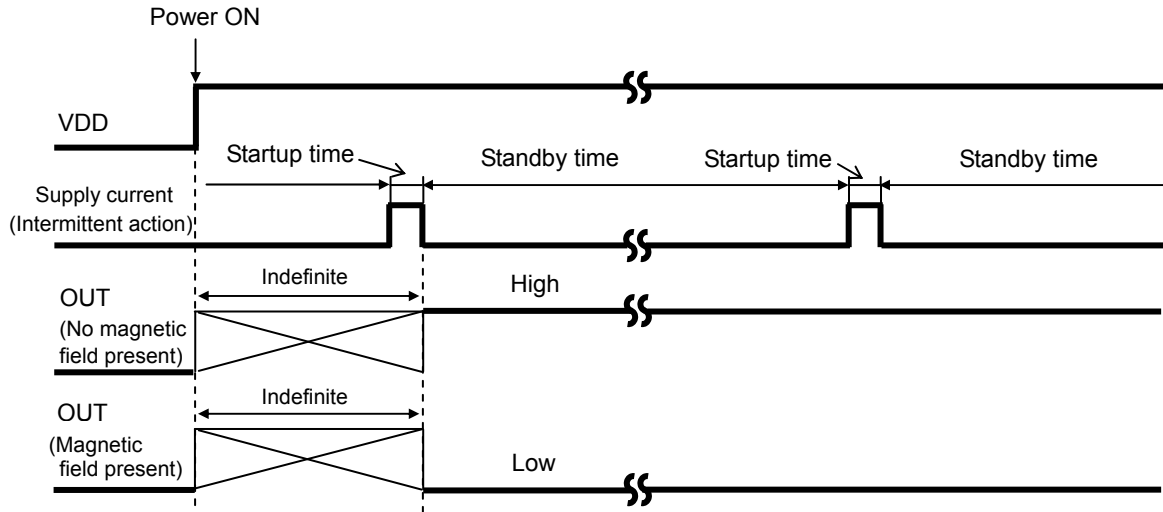 Power ON
VDD
Startup time
Standby time
Startup time
Standby time
Supply current
(Intermittent action)
Indefinite
OUT
High
(No magnetic
field present)
Indefinite
OUT
(Magnetic
field present)
Low